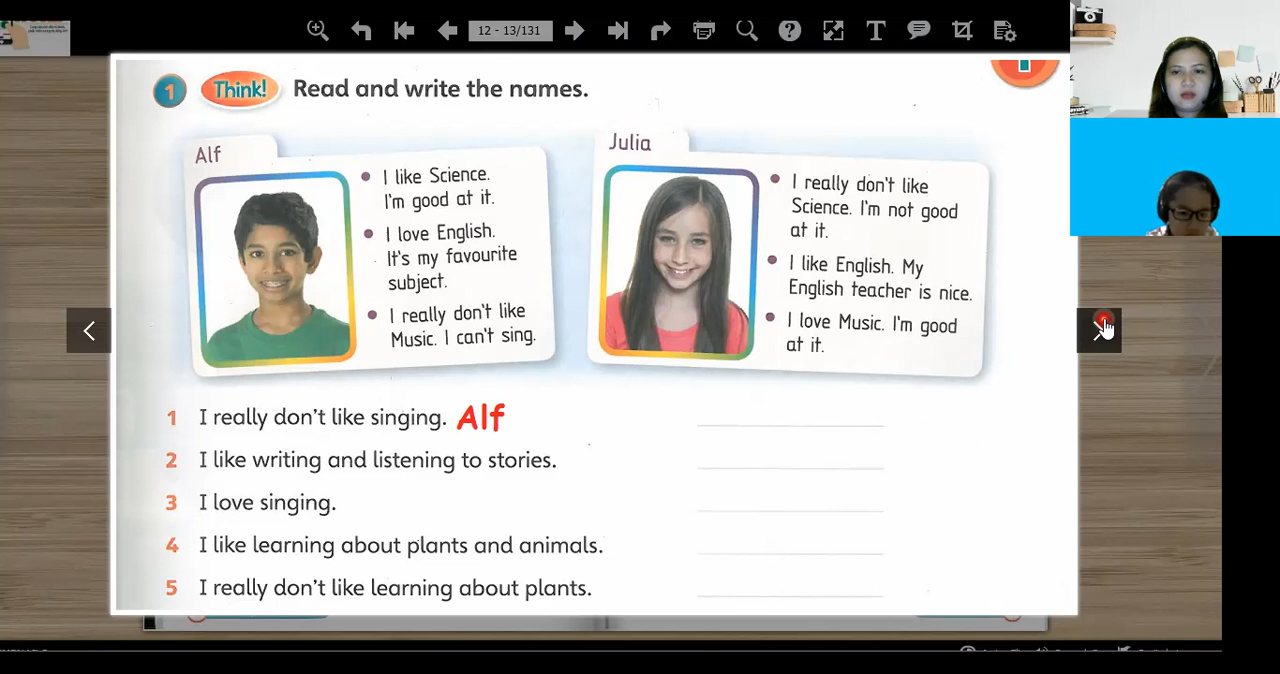 12 - 13/131
1 Think! Read and write the names.
Alf
I like Science.
I'm good at it.
I love English.
It's my favourite
subject.
I really don't like
Music. I can't sing.
Julia
I really don't like
Science. I'm not good
at it.
I like English. My
English teacher is nice.
I love Music. I'm good
at it.
1 I really don't like singing. Alf
2 I like writing and listening to stories.
3 I love singing.
4 I like learning about plants and animals.
5 I really don't like learning about plants.